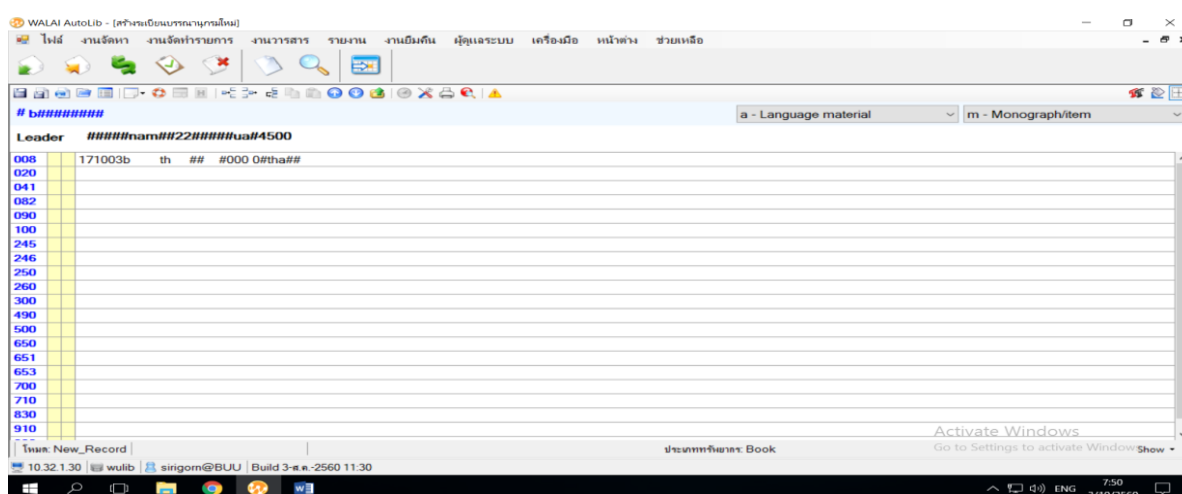 WALAI AutoLib - [สร้างระเบียนบรรณานุกรมใหม่]
ไฟล์ งานจัดหา งานจัดทำรายการ งานวารสาร รายงาน งานยืมคืน ผู้ดูแลระบบ เครื่องมือ หน้าต่าง ช่วยเหลือ
# b######### a - Language material m - Monograph/item
Leader #####nam##22#####ua#4500
008 171003b th ## #000 0#tha##
020
041
082
090
100
245
246
250
260
300
490
500
650
651
653
700
710
830
910
Activate Windows
โหมด: New_Record ประเภททรัพยากร: Book Go to Settings to activate Windows Show
10.32.1.30 wulib sirigorn@BUU Build 3-ส.ค.-2560 11:30
ENG 7:50